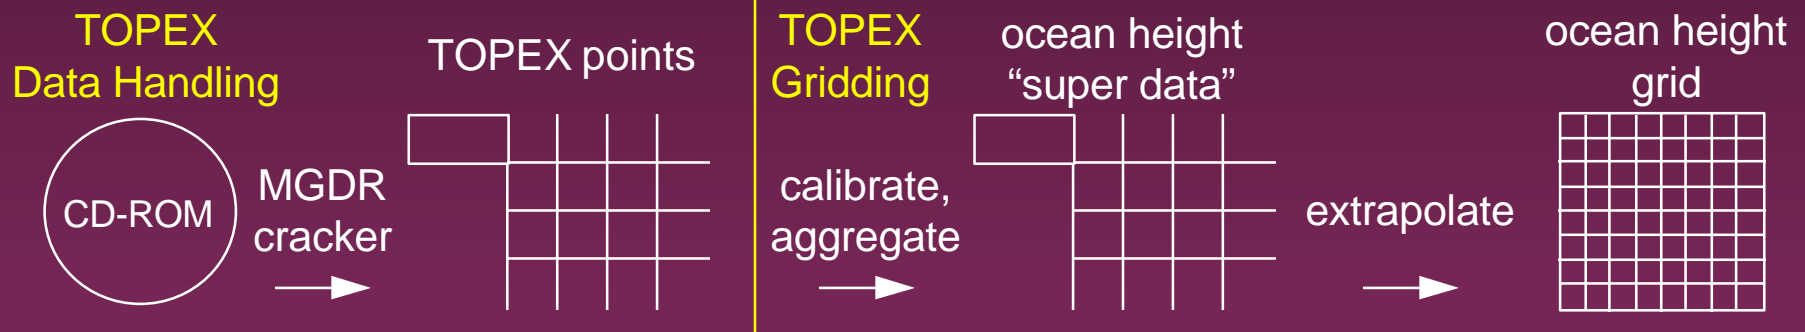 TOPEX
Data Handling
CD-ROM
MGDR
cracker
TOPEX points
TOPEX
Gridding
calibrate,
aggregate
ocean height
“super data”
extrapolate
ocean height
grid